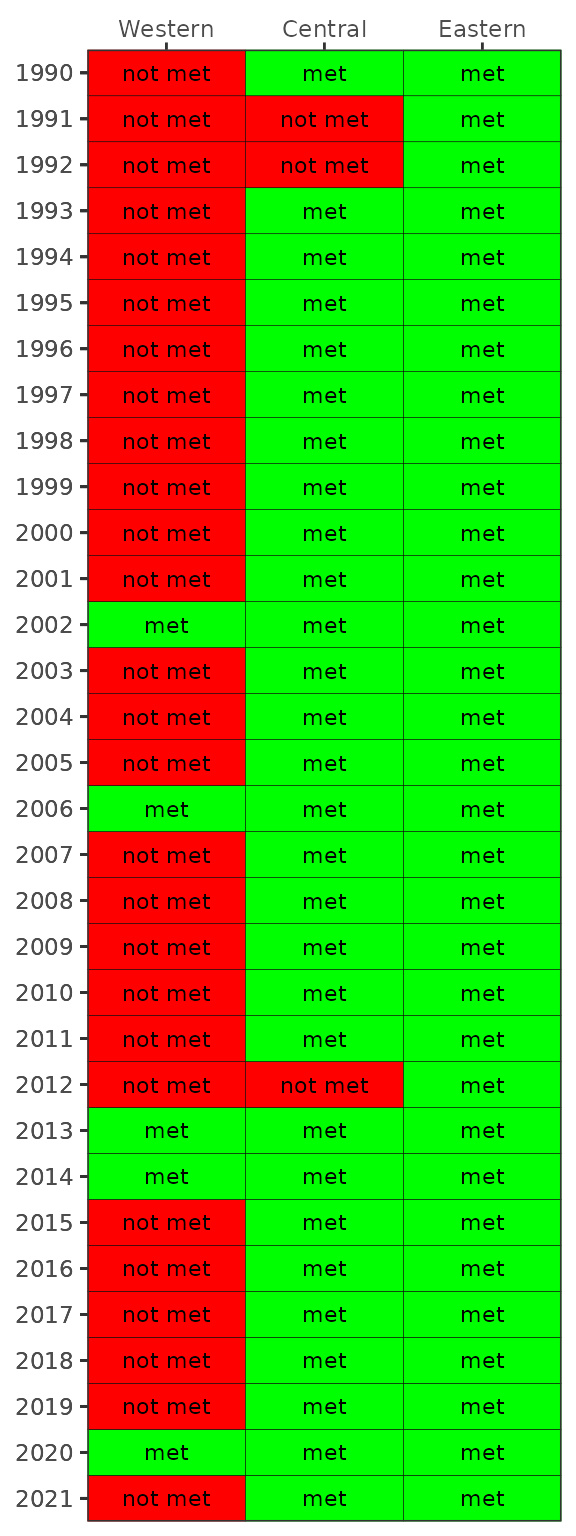 Western Central Eastern
1990 not met met met
1991 not met not met met
1992 not met not met met
1993 not met met met
1994 not met met met
1995 not met met met
1996 not met met met
1997 not met met met
1998 not met met met
1999 not met met met
2000 not met met met
2001 not met met met
2002 met met met
2003 not met met met
2004 not met met met
2005 not met met met
2006 met met met
2007 not met met met
2008 not met met met
2009 not met met met
2010 not met met met
2011 not met met met
2012 not met not met met
2013 met met met
2014 met met met
2015 not met met met
2016 not met met met
2017 not met met met
2018 not met met met
2019 not met met met
2020 met met met
2021 not met met met